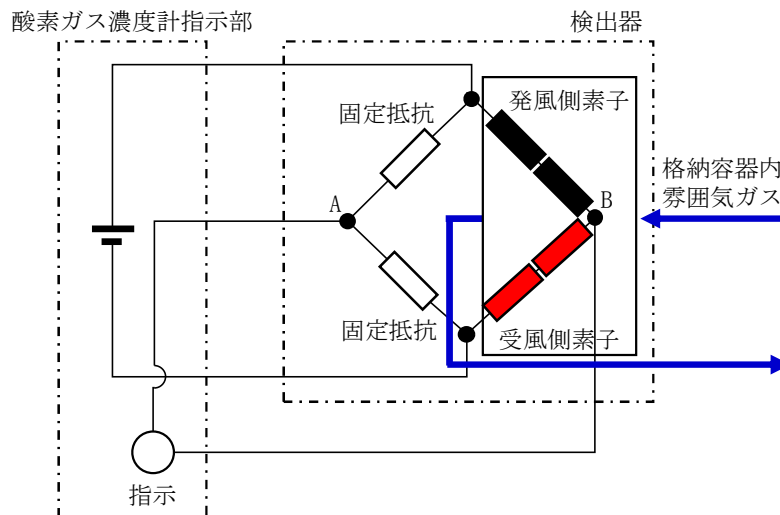 酸素ガス濃度計指示部
検出器
発風側素子
固定抵抗
格納容器内
雰囲気ガス
A
B
固定抵抗
受風側素子
指示